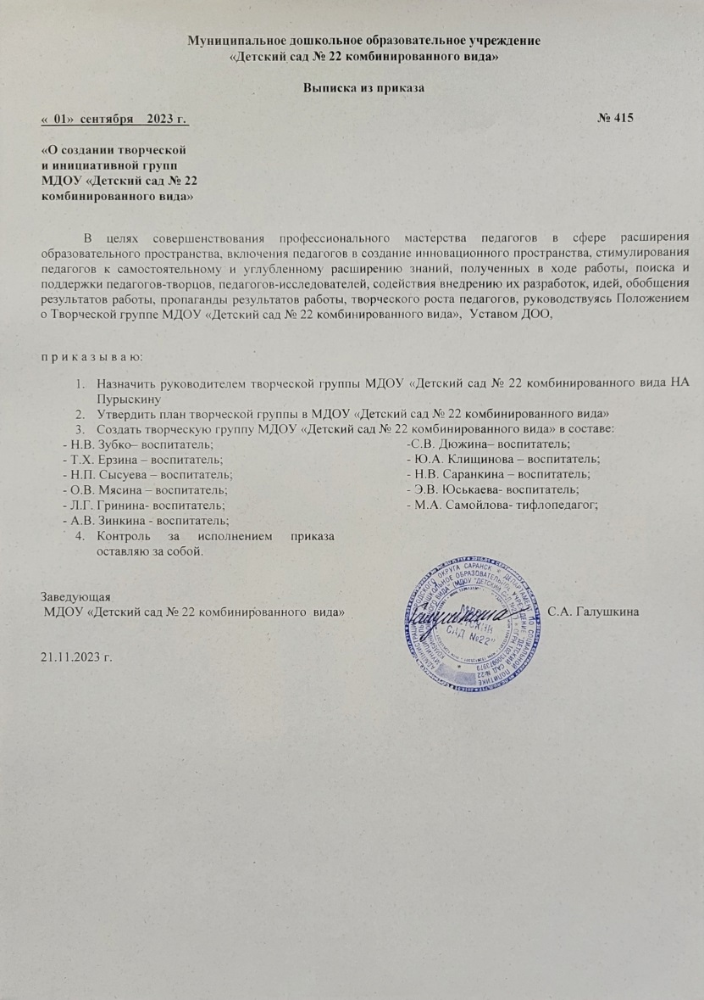 Муниципальное дошкольное образовательное учреждение
«Детский сад № 22 комбинированного вида»
Выписка из приказа
« 01» сентября 2023 г.
№ 415
«О создании творческой
и инициативной групп
МДОУ «Детский сад № 22
комбинированного вида»
В целях совершенствования профессионального мастерства педагогов в сфере расширения
образовательного пространства, включения педагогов в создание инновационного пространства, стимулирования
педагогов к самостоятельному и углубленному расширению знаний, полученных в ходе работы, поиска и
поддержки педагогов-творцов, педагогов-исследователей, содействия внедрению их разработок, идей, обобщения
результатов работы, пропаганды результатов работы, творческого роста педагогов, руководствуясь Положением
о Творческой группе МДОУ «Детский сад № 22 комбинированного вида», Уставом ДОО,
п р и к а з ы в а ю:
1. Назначить руководителем творческой группы МДОУ «Детский сад № 22 комбинированного вида НА
Пурыскину
2. Утвердить план творческой группы в МДОУ «Детский сад № 22 комбинированного вида»
3. Создать творческую группу МДОУ «Детский сад № 22 комбинированного вида» в составе:
- Н.В. Зубко– воспитатель;
- Т.Х. Ерзина – воспитатель;
- Н.П. Сысуева – воспитатель;
- О.В. Мясина – воспитатель;
- Л.Г. Гринина- воспитатель;
- А.В. Зинкина - воспитатель;
-С.В. Дюжина– воспитатель;
- Ю.А. Клищинова – воспитатель;
- Н.В. Саранкина – воспитатель;
- Э.В. Юськаева- воспитатель;
- М.А. Самойлова- тифлопедагог;
4. Контроль за исполнением приказа
оставляю за собой.
Заведующая
МДОУ «Детский сад № 22 комбинированного вида»
С.А. Галушкина
САД №22"
21.11.2023 г.